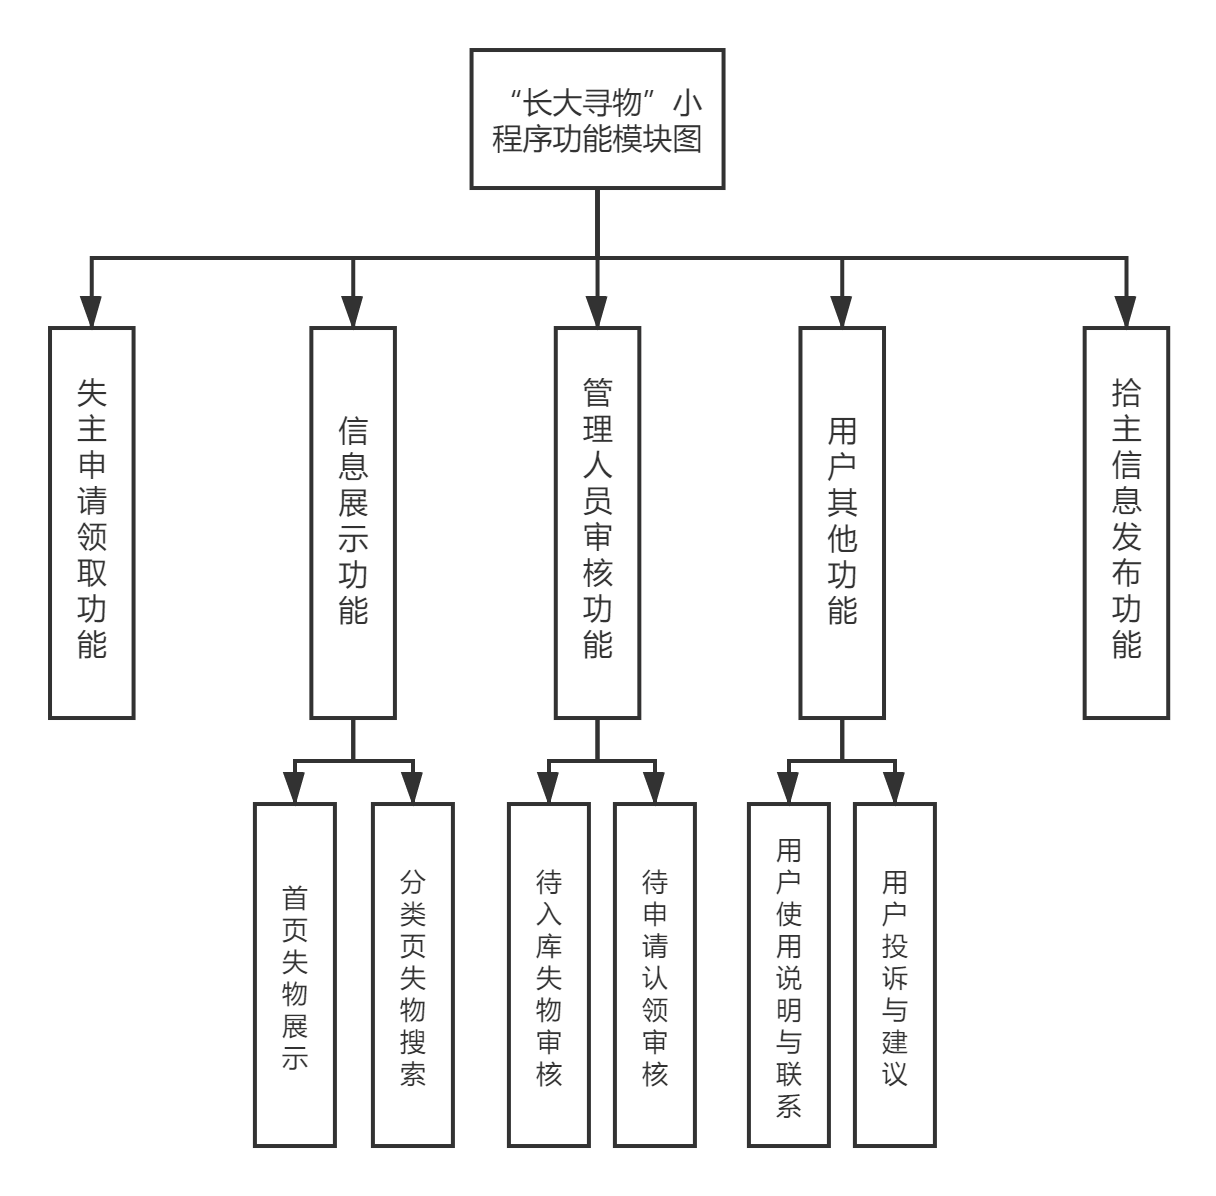 “长大寻物”小
程序功能模块图
失主申请领取功能
信息展示功能
管理人员审核功能
用户其他功能
拾主信息发布功能
首页失物展示
分类页失物搜索
待入库失物审核
待申请认领审核
用户使用说明与联系
用户投诉与建议